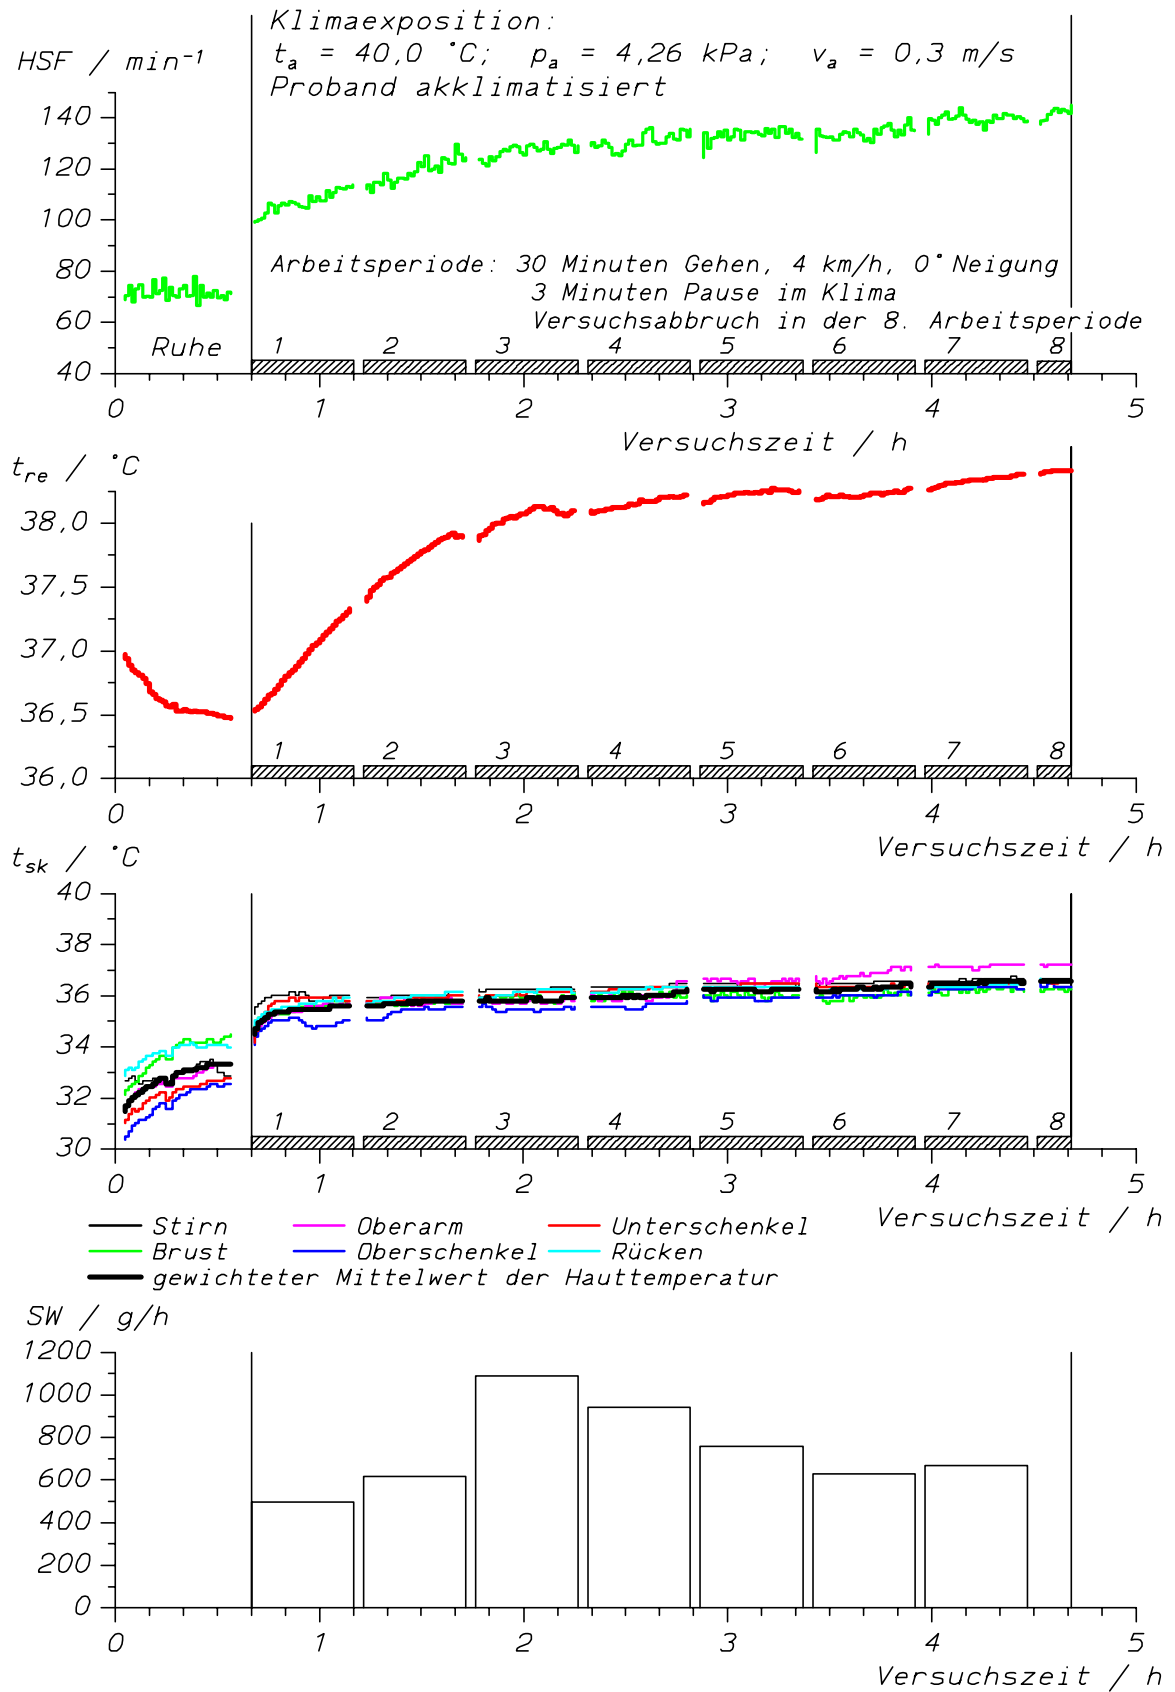 Klimaexposition:
HSF / min⁻¹
tₐ = 40,0 °C; pₐ = 4,26 kPa; vₐ = 0,3 m/s
Proband akklimatisiert
140
120
100
80
60
40
Arbeitsperiode: 30 Minuten Gehen, 4 km/h, 0° Neigung
3 Minuten Pause im Klima
Versuchsabbruch in der 8. Arbeitsperiode
Ruhe 1 2 3 4 5 6 7 8
0 1 2 3 4 5
Versuchszeit / h
t_re / °C
38,0
37,5
37,0
36,5
36,0
1 2 3 4 5 6 7 8
0 1 2 3 4 5
Versuchszeit / h
t_sk / °C
40
38
36
34
32
30
1 2 3 4 5 6 7 8
0 1 2 3 4 5
Versuchszeit / h
Stirn Oberarm Unterschenkel
Brust Oberschenkel Rücken
gewichteter Mittelwert der Hauttemperatur
SW / g/h
1200
1000
800
600
400
200
0
0 1 2 3 4 5
Versuchszeit / h